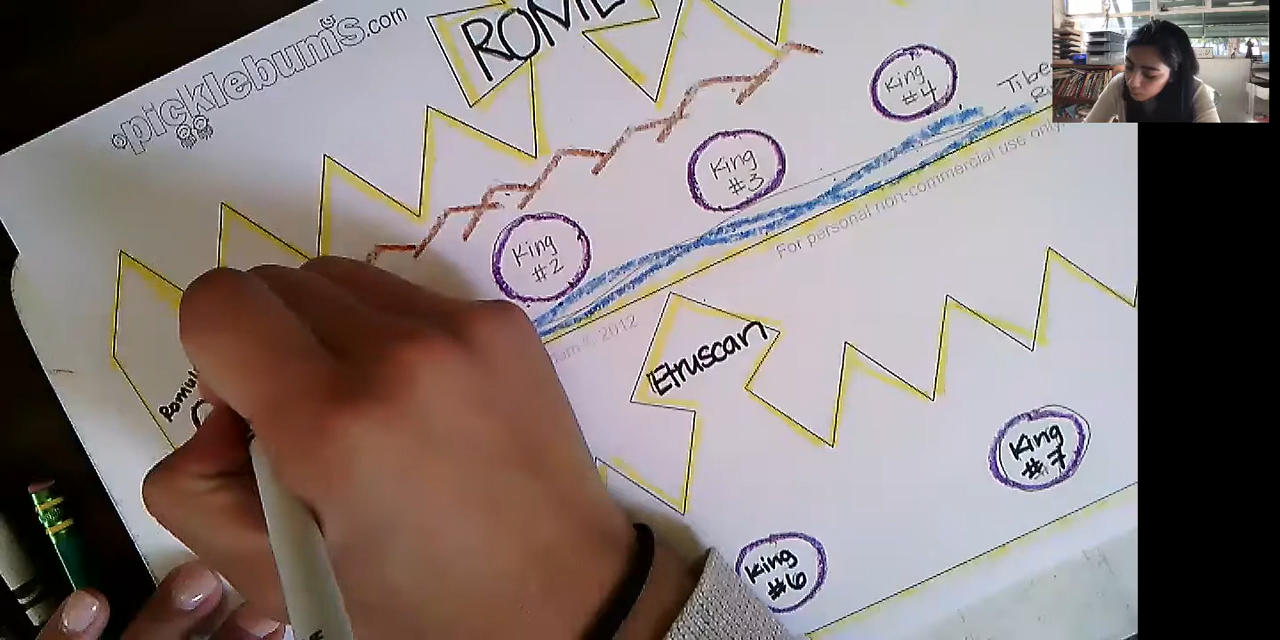 picklebums.com
ROME
King
#4
King
#3
King
#2
For personal non-commercial use only.
2012
Etruscan
King
#7
King
#6